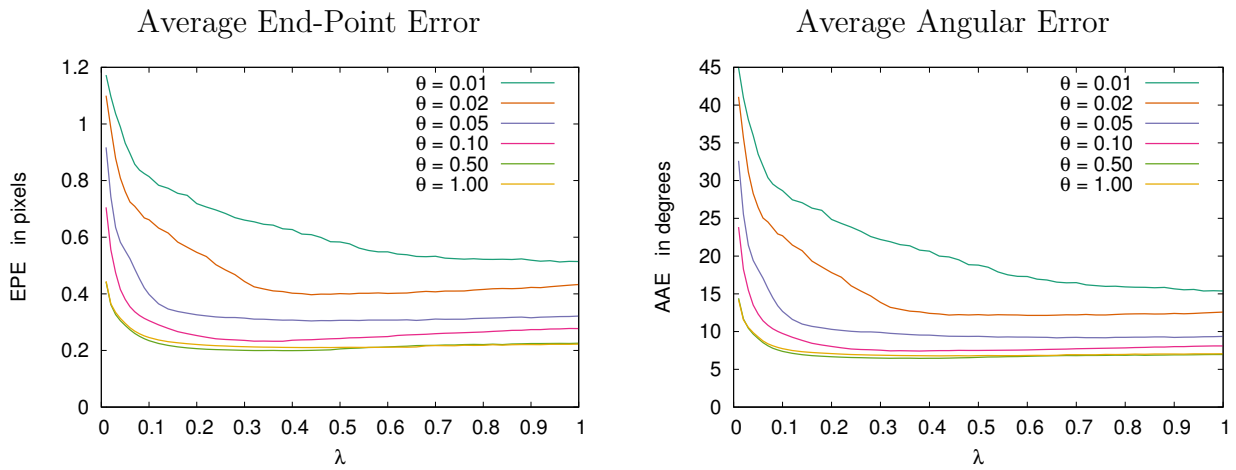 Average End-Point Error
EPE in pixels
1.2
1
0.8
0.6
0.4
0.2
0
θ = 0.01
θ = 0.02
θ = 0.05
θ = 0.10
θ = 0.50
θ = 1.00
0 0.1 0.2 0.3 0.4 0.5 0.6 0.7 0.8 0.9 1
λ
Average Angular Error
AAE in degrees
45
40
35
30
25
20
15
10
5
0
θ = 0.01
θ = 0.02
θ = 0.05
θ = 0.10
θ = 0.50
θ = 1.00
0 0.1 0.2 0.3 0.4 0.5 0.6 0.7 0.8 0.9 1
λ